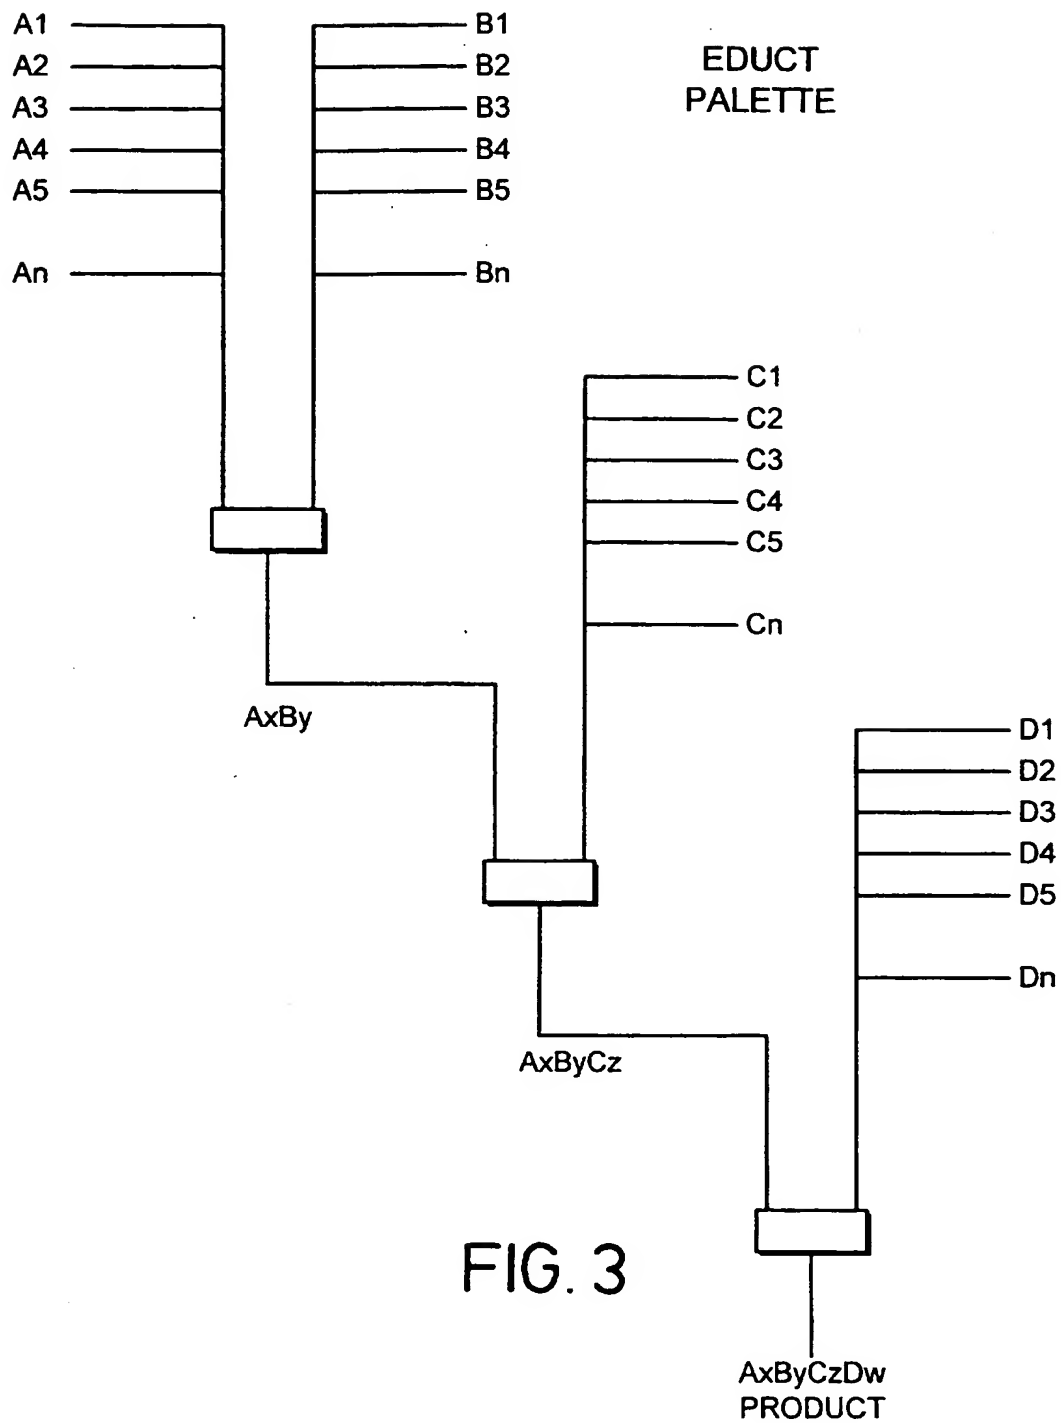 A1
A2
A3
A4
A5
An
B1
B2
B3
B4
B5
Bn
EDUCT
PALETTE
C1
C2
C3
C4
C5
Cn
AxBy
D1
D2
D3
D4
D5
Dn
AxByCz
FIG. 3
AxByCzDw
PRODUCT